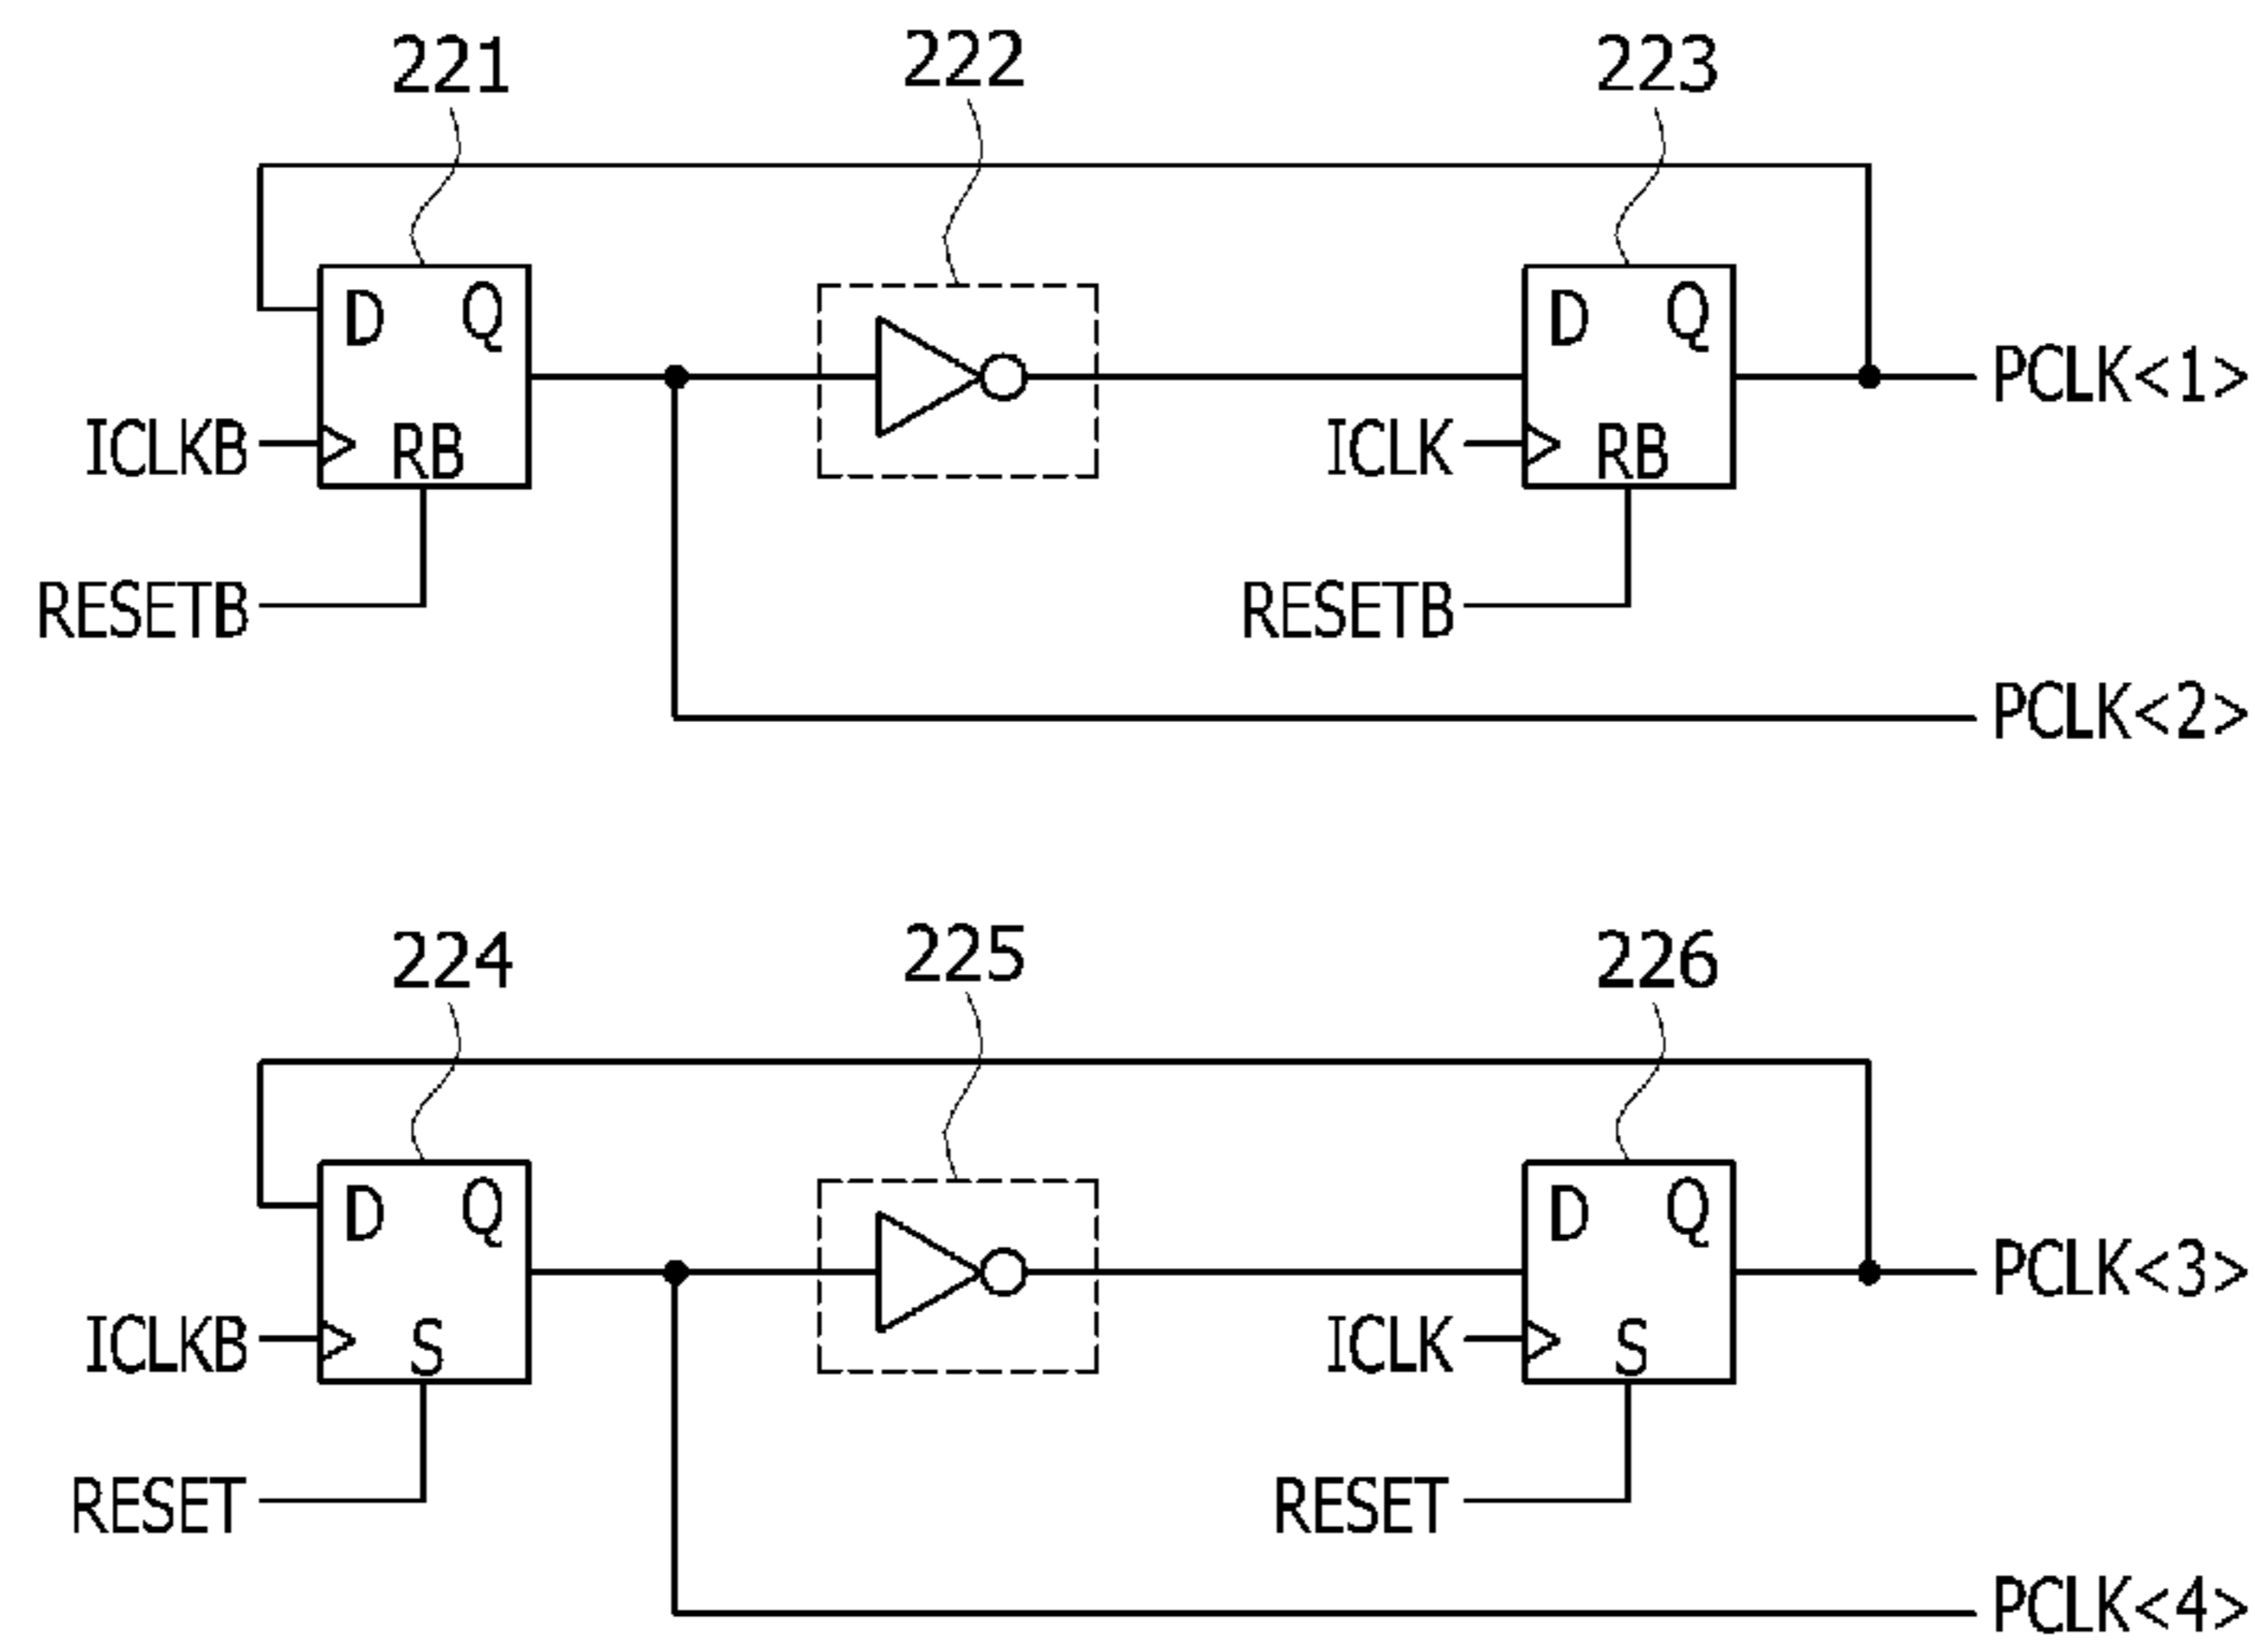 221 222 223
D Q D Q
PCLK<1>
ICLKB RB ICLK RB
RESETB RESETB
PCLK<2>
224 225 226
D Q D Q
PCLK<3>
ICLKB S ICLK S
RESET RESET
PCLK<4>